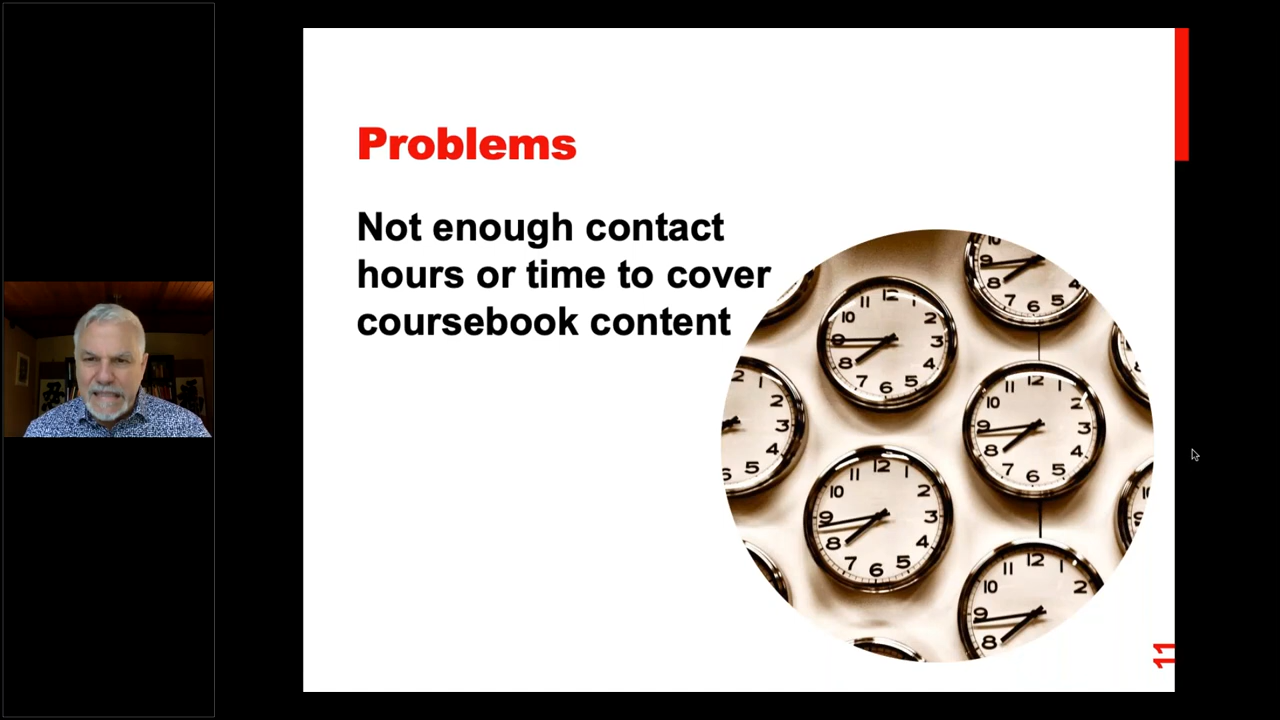 Problems
Not enough contact
hours or time to cover
coursebook content
11